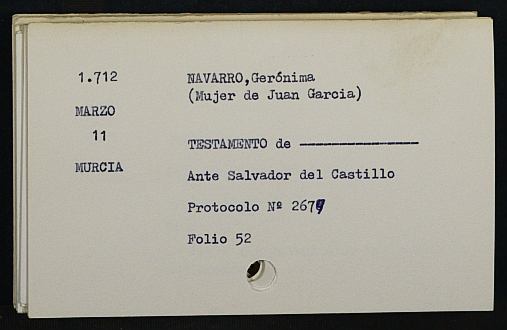 1.712
MARZO
11
MURCIA
NAVARRO,Gerónima
(Mujer de Juan Garcia)
TESTAMENTO de ----------------
Ante Salvador del Castillo
Protocolo Nº 2679
Folio 52